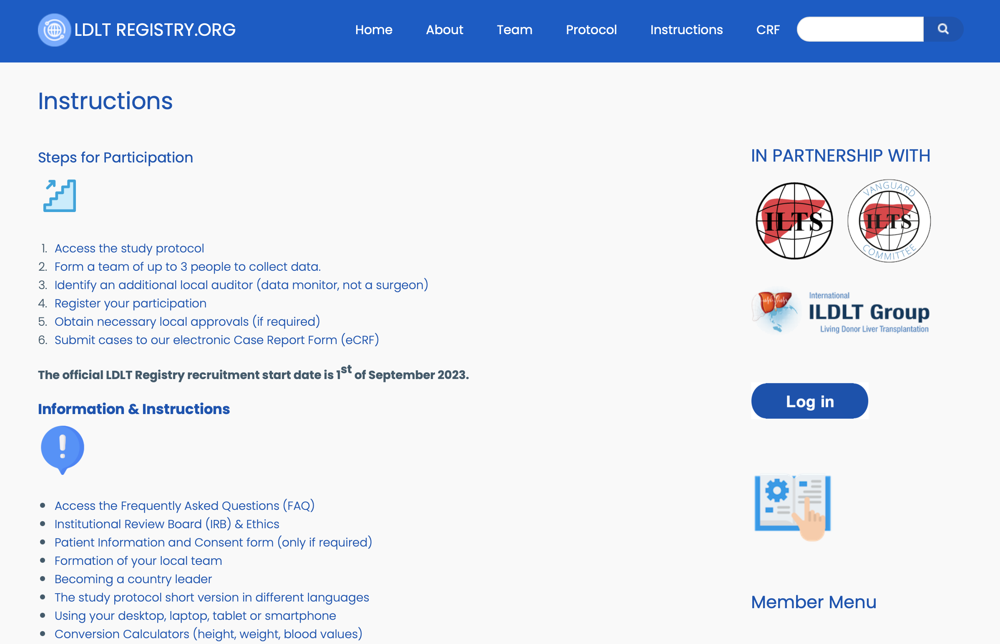 LDLT REGISTRY.ORG
Home
About
Team
Protocol
Instructions
CRF
Instructions
Steps for Participation
1. Access the study protocol
2. Form a team of up to 3 people to collect data.
3. Identify an additional local auditor (data monitor, not a surgeon)
4. Register your participation
5. Obtain necessary local approvals (if required)
6. Submit cases to our electronic Case Report Form (eCRF)
The official LDLT Registry recruitment start date is 1st of September 2023.
Information & Instructions
Access the Frequently Asked Questions (FAQ)
Institutional Review Board (IRB) & Ethics
Patient Information and Consent form (only if required)
Formation of your local team
Becoming a country leader
The study protocol short version in different languages
Using your desktop, laptop, tablet or smartphone
Conversion Calculators (height, weight, blood values)
IN PARTNERSHIP WITH
ILTS
VANGUARD
ILTS
COMMITTEE
International
ILDLT Group
Living Donor Liver Transplantation
Log in
Member Menu